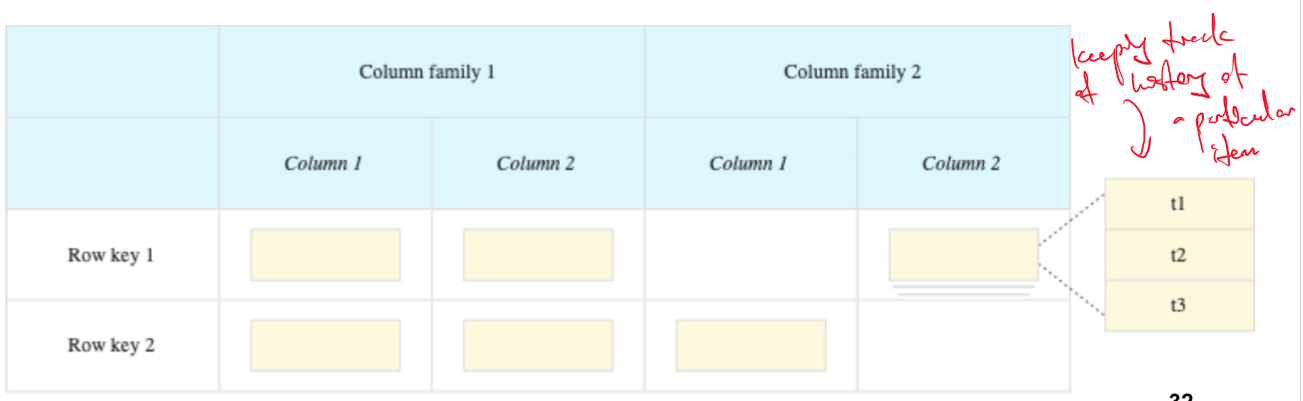 Column family 1 Column family 2
Column 1 Column 2 Column 1 Column 2
Row key 1
Row key 2
keeping track
of history of
a particular
item
t1
t2
t3
32